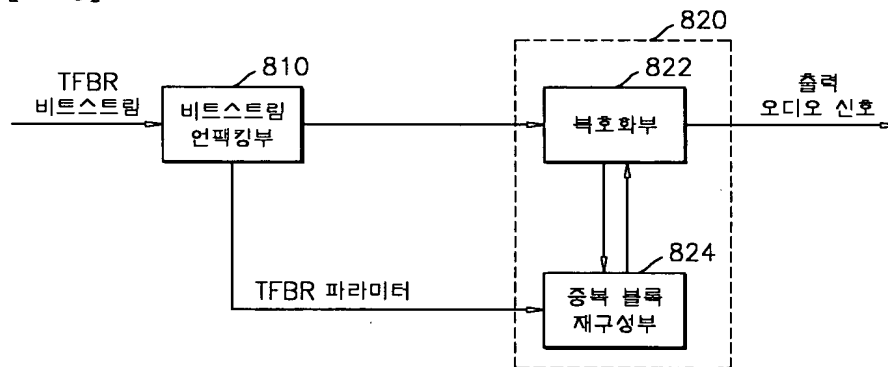 820
810
822
TFBR
비트스트림
비트스트림
언팩킹부
복호화부
출력
오디오 신호
824
TFBR 파라미터
중복 블록
재구성부